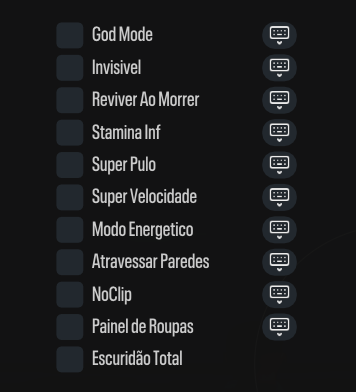 God Mode
Invisivel
Reviver Ao Morrer
Stamina Inf
Super Pulo
Super Velocidade
Modo Energetico
Atravessar Paredes
NoClip
Painel de Roupas
Escuridão Total